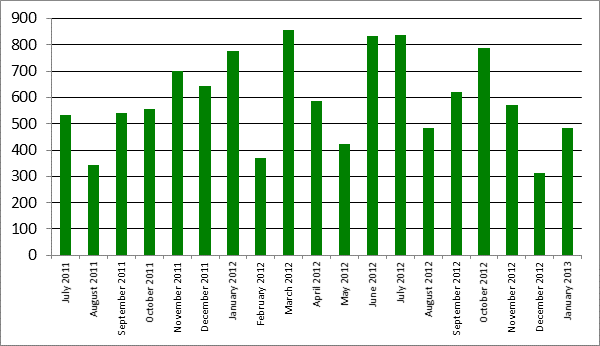 900
800
700
600
500
400
300
200
100
0
July 2011
August 2011
September 2011
October 2011
November 2011
December 2011
January 2012
February 2012
March 2012
April 2012
May 2012
June 2012
July 2012
August 2012
September 2012
October 2012
November 2012
December 2012
January 2013